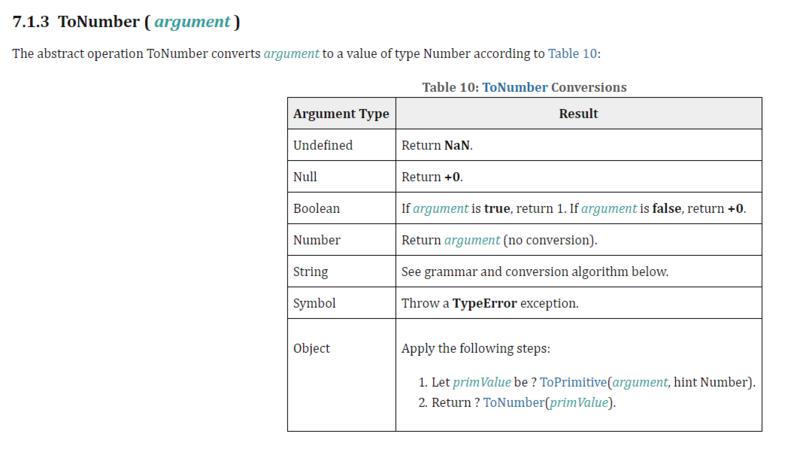 7.1.3 ToNumber ( argument )
The abstract operation ToNumber converts argument to a value of type Number according to Table 10:
Table 10: ToNumber Conversions
Argument Type Result
Undefined Return NaN.
Null Return +0.
Boolean If argument is true, return 1. If argument is false, return +0.
Number Return argument (no conversion).
String See grammar and conversion algorithm below.
Symbol Throw a TypeError exception.
Object Apply the following steps:
1. Let primValue be ? ToPrimitive(argument, hint Number).
2. Return ? ToNumber(primValue).